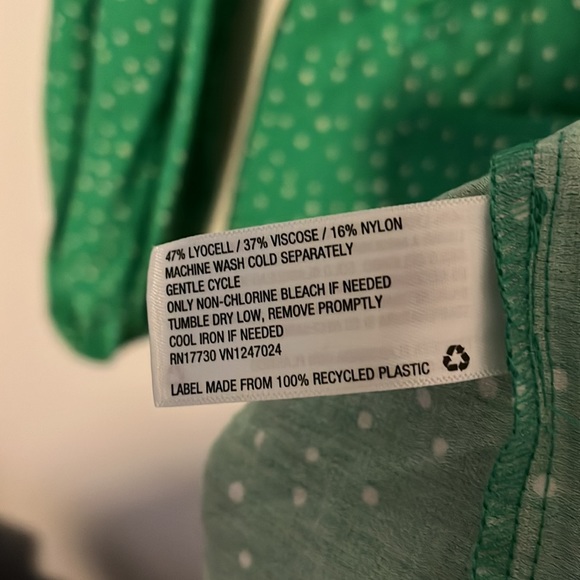 47% LYOCELL / 37% VISCOSE / 16% NYLON
MACHINE WASH COLD SEPARATELY
GENTLE CYCLE
ONLY NON-CHLORINE BLEACH IF NEEDED
TUMBLE DRY LOW, REMOVE PROMPTLY
COOL IRON IF NEEDED
RN17730 VN1247024
LABEL MADE FROM 100% RECYCLED PLASTIC